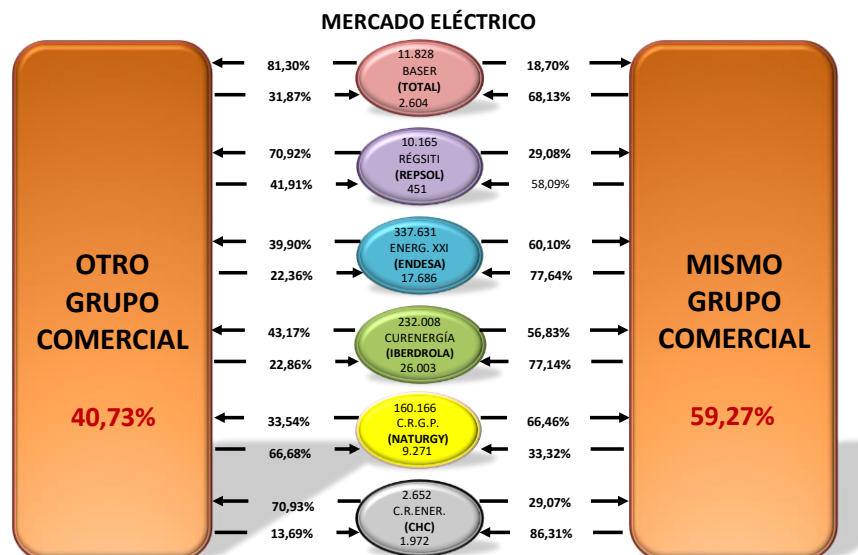 MERCADO ELÉCTRICO
OTRO
GRUPO
COMERCIAL
40,73%
81,30%
31,87%
11.828
BASER
(TOTAL)
2.604
18,70%
68,13%
70,92%
41,91%
10.165
RÉGSITI
(REPSOL)
451
29,08%
58,09%
39,90%
22,36%
337.631
ENERG. XXI
(ENDESA)
17.686
60,10%
77,64%
43,17%
22,86%
232.008
CURENERGÍA
(IBERDROLA)
26.003
56,83%
77,14%
33,54%
66,68%
160.166
C.R.G.P.
(NATURGY)
9.271
66,46%
33,32%
70,93%
13,69%
2.652
C.R.ENER.
(CHC)
1.972
29,07%
86,31%
MISMO
GRUPO
COMERCIAL
59,27%